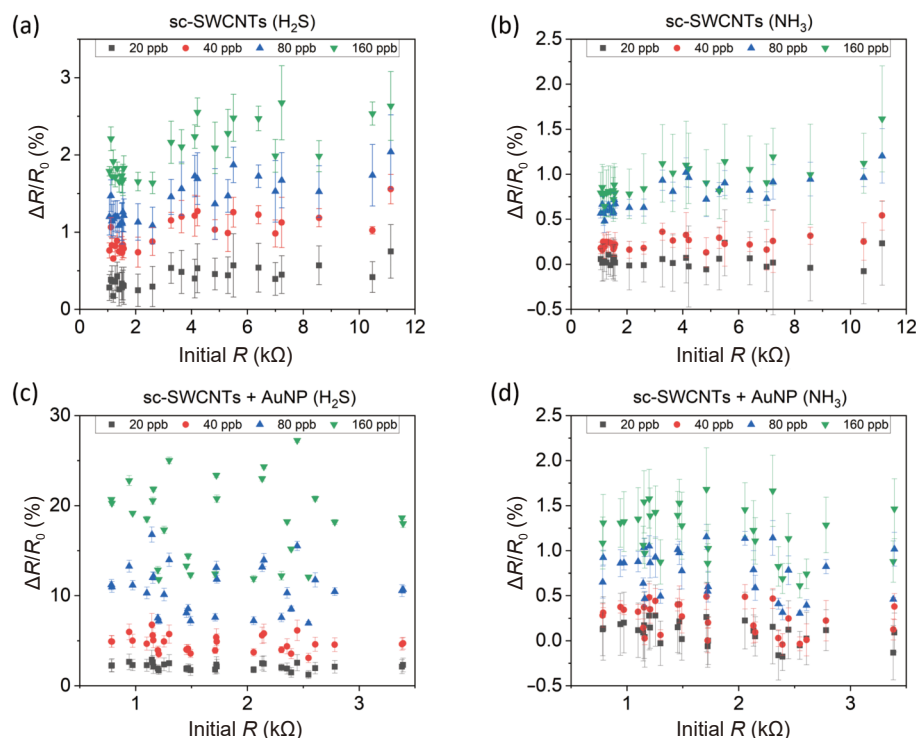 (a)
sc-SWCNTs (H₂S)
20 ppb 40 ppb 80 ppb 160 ppb
3
2
1
0
ΔR/R₀ (%)
0 2 4 6 8 10 12
Initial R (kΩ)
(b)
sc-SWCNTs (NH₃)
20 ppb 40 ppb 80 ppb 160 ppb
2.5
2.0
1.5
1.0
0.5
0.0
−0.5
ΔR/R₀ (%)
0 2 4 6 8 10 12
Initial R (kΩ)
(c)
sc-SWCNTs + AuNP (H₂S)
20 ppb 40 ppb 80 ppb 160 ppb
30
20
10
0
ΔR/R₀ (%)
1 2 3
Initial R (kΩ)
(d)
sc-SWCNTs + AuNP (NH₃)
20 ppb 40 ppb 80 ppb 160 ppb
2.5
2.0
1.5
1.0
0.5
0.0
−0.5
ΔR/R₀ (%)
1 2 3
Initial R (kΩ)